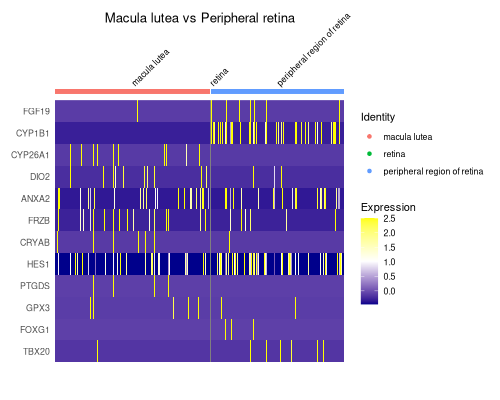 Macula lutea vs Peripheral retina
macula lutea
retina
peripheral region of retina
FGF19
CYP1B1
CYP26A1
DIO2
ANXA2
FRZB
CRYAB
HES1
PTGDS
GPX3
FOXG1
TBX20
Identity
macula lutea
retina
peripheral region of retina
Expression
2.5
2.0
1.5
1.0
0.5
0.0